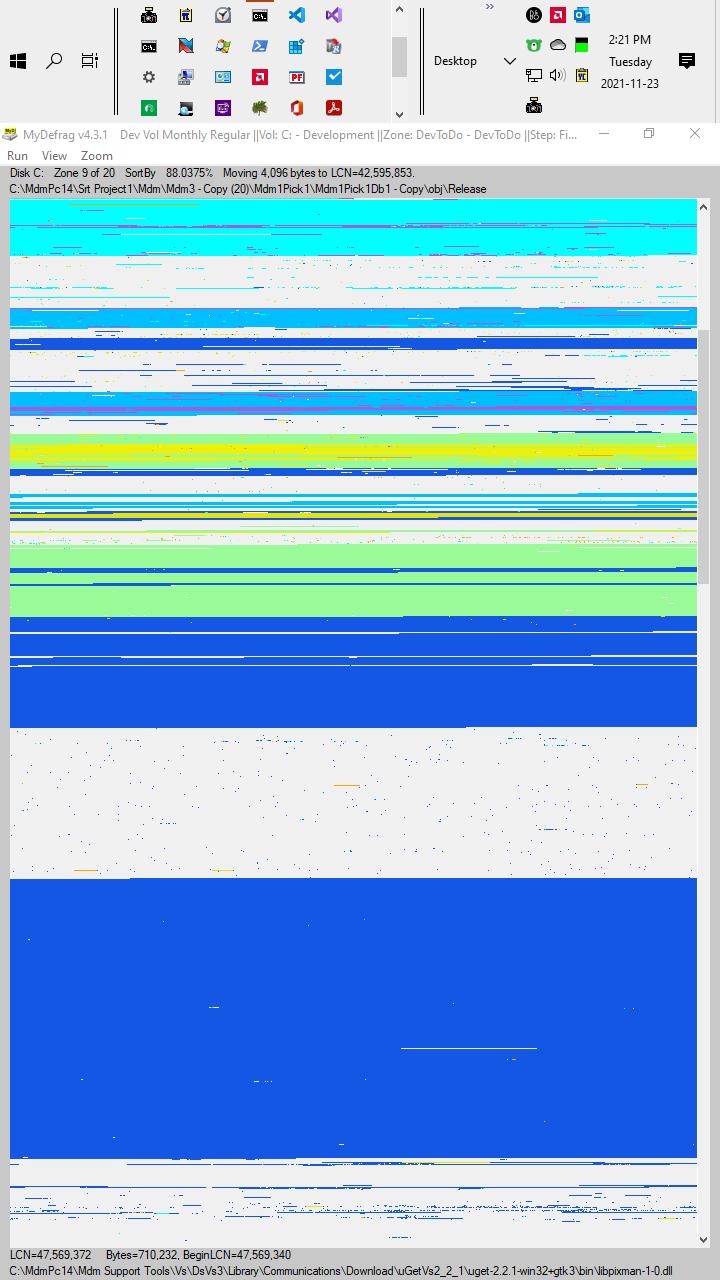 2:21 PM
Desktop
Tuesday
2021-11-23
MyDefrag v4.3.1 Dev Vol Monthly Regular ||Vol: C: - Development ||Zone: DevToDo - DevToDo ||Step: Fi...
Run View Zoom
Disk C: Zone 9 of 20 SortBy 88.0375% Moving 4,096 bytes to LCN=42,595,853.
C:\MdmPc14\Srt Project1\Mdm\Mdm3 - Copy (20)\Mdm1Pick1\Mdm1Pick1Db1 - Copy\obj\Release
LCN=47,569,372 Bytes=710,232, BeginLCN=47,569,340
C:\MdmPc14\Mdm Support Tools\Vs\DsVs3\Library\Communications\Download\uGetVs2_2_1\uget-2.2.1-win32+gtk3\bin\libpixman-1-0.dll